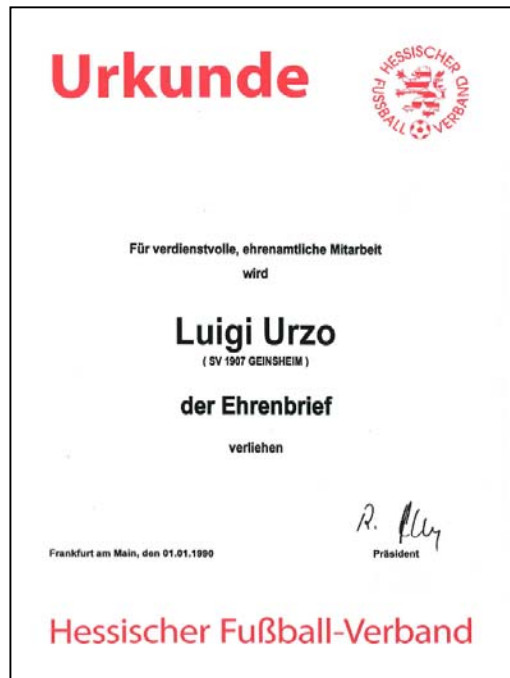 Urkunde
HESSISCHER
FUSSBALL VERBAND
Für verdienstvolle, ehrenamtliche Mitarbeit
wird
Luigi Urzo
( SV 1907 GEINSHEIM )
der Ehrenbrief
verliehen
R.
Frankfurt am Main, den 01.01.1990
Präsident
Hessischer Fußball-Verband